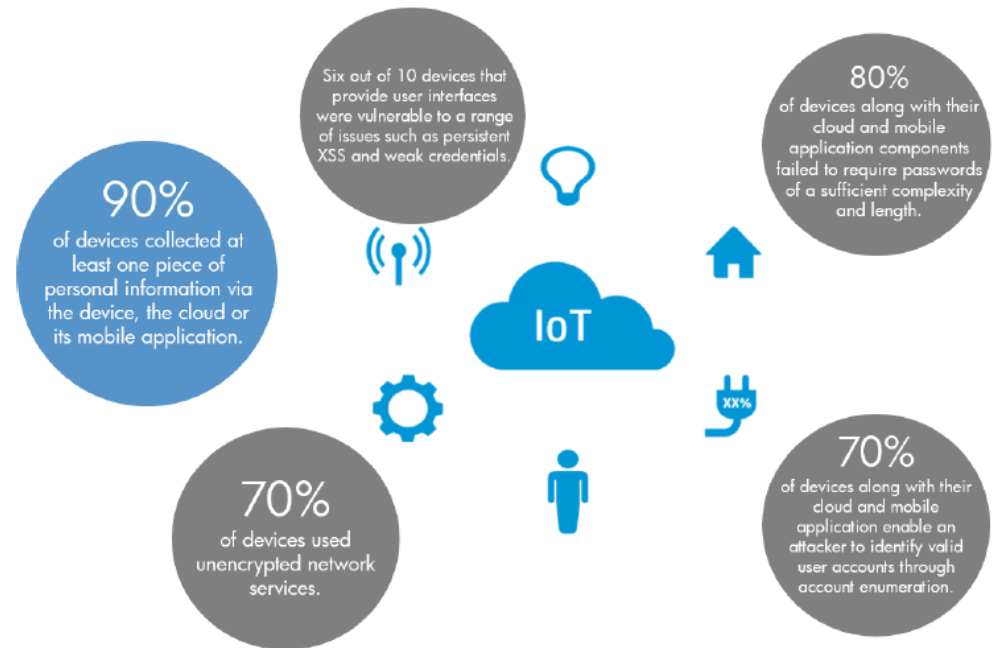 Six out of 10 devices that
provide user interfaces
were vulnerable to a range
of issues such as persistent
XSS and weak credentials.
80%
of devices along with their
cloud and mobile
application components
failed to require passwords
of a sufficient complexity
and length.
90%
of devices collected at
least one piece of
personal information via
the device, the cloud or
its mobile application.
IoT
XX%
70%
of devices used
unencrypted network
services.
70%
of devices along with their
cloud and mobile
application enable an
attacker to identify valid
user accounts through
account enumeration.